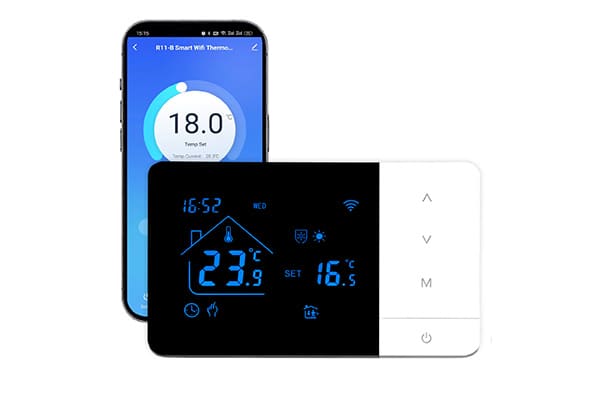 15:15
R11-B Smart Wifi Thermo...
18.0 ℃
Temp Set
16:52 WED
23.9 ℃
SET 16.5 ℃
M